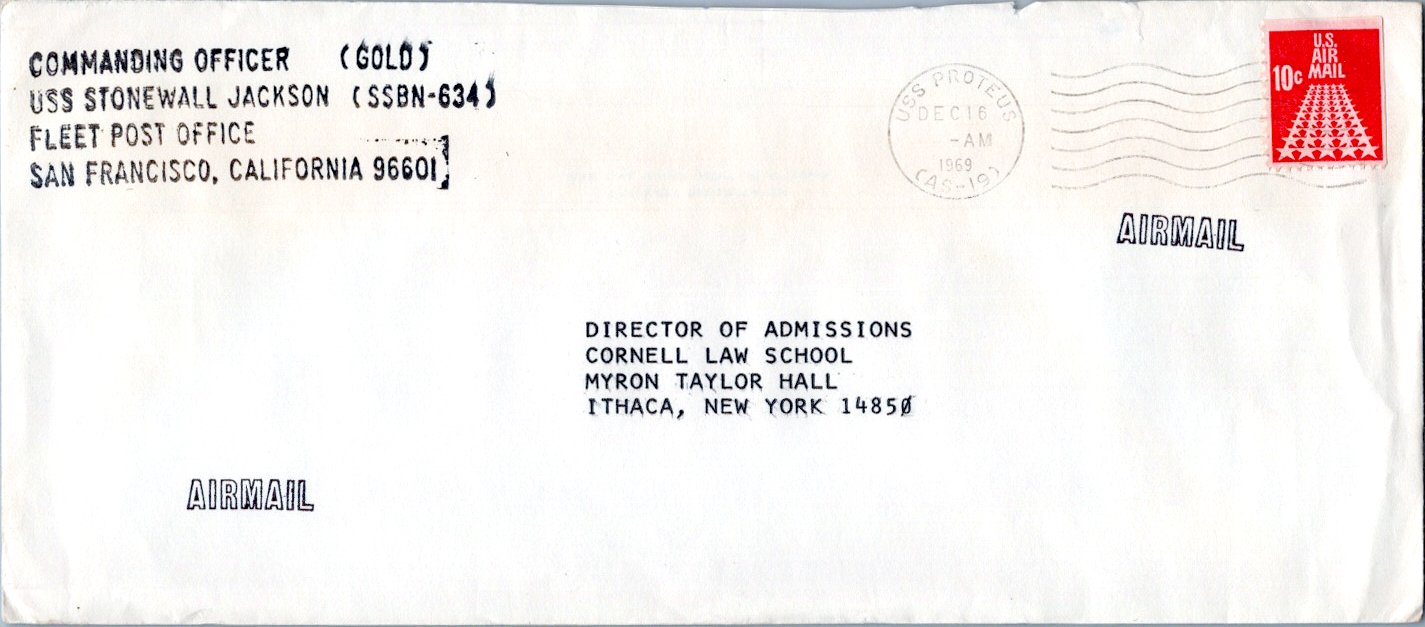 COMMANDING OFFICER (GOLD)
USS STONEWALL JACKSON (SSBN-634)
FLEET POST OFFICE
SAN FRANCISCO, CALIFORNIA 96601
USS PROTEUS
DEC 16
-AM
1969
(AS-19)
U.S.
AIR
10c MAIL
AIRMAIL
DIRECTOR OF ADMISSIONS
CORNELL LAW SCHOOL
MYRON TAYLOR HALL
ITHACA, NEW YORK 1485Ø
AIRMAIL